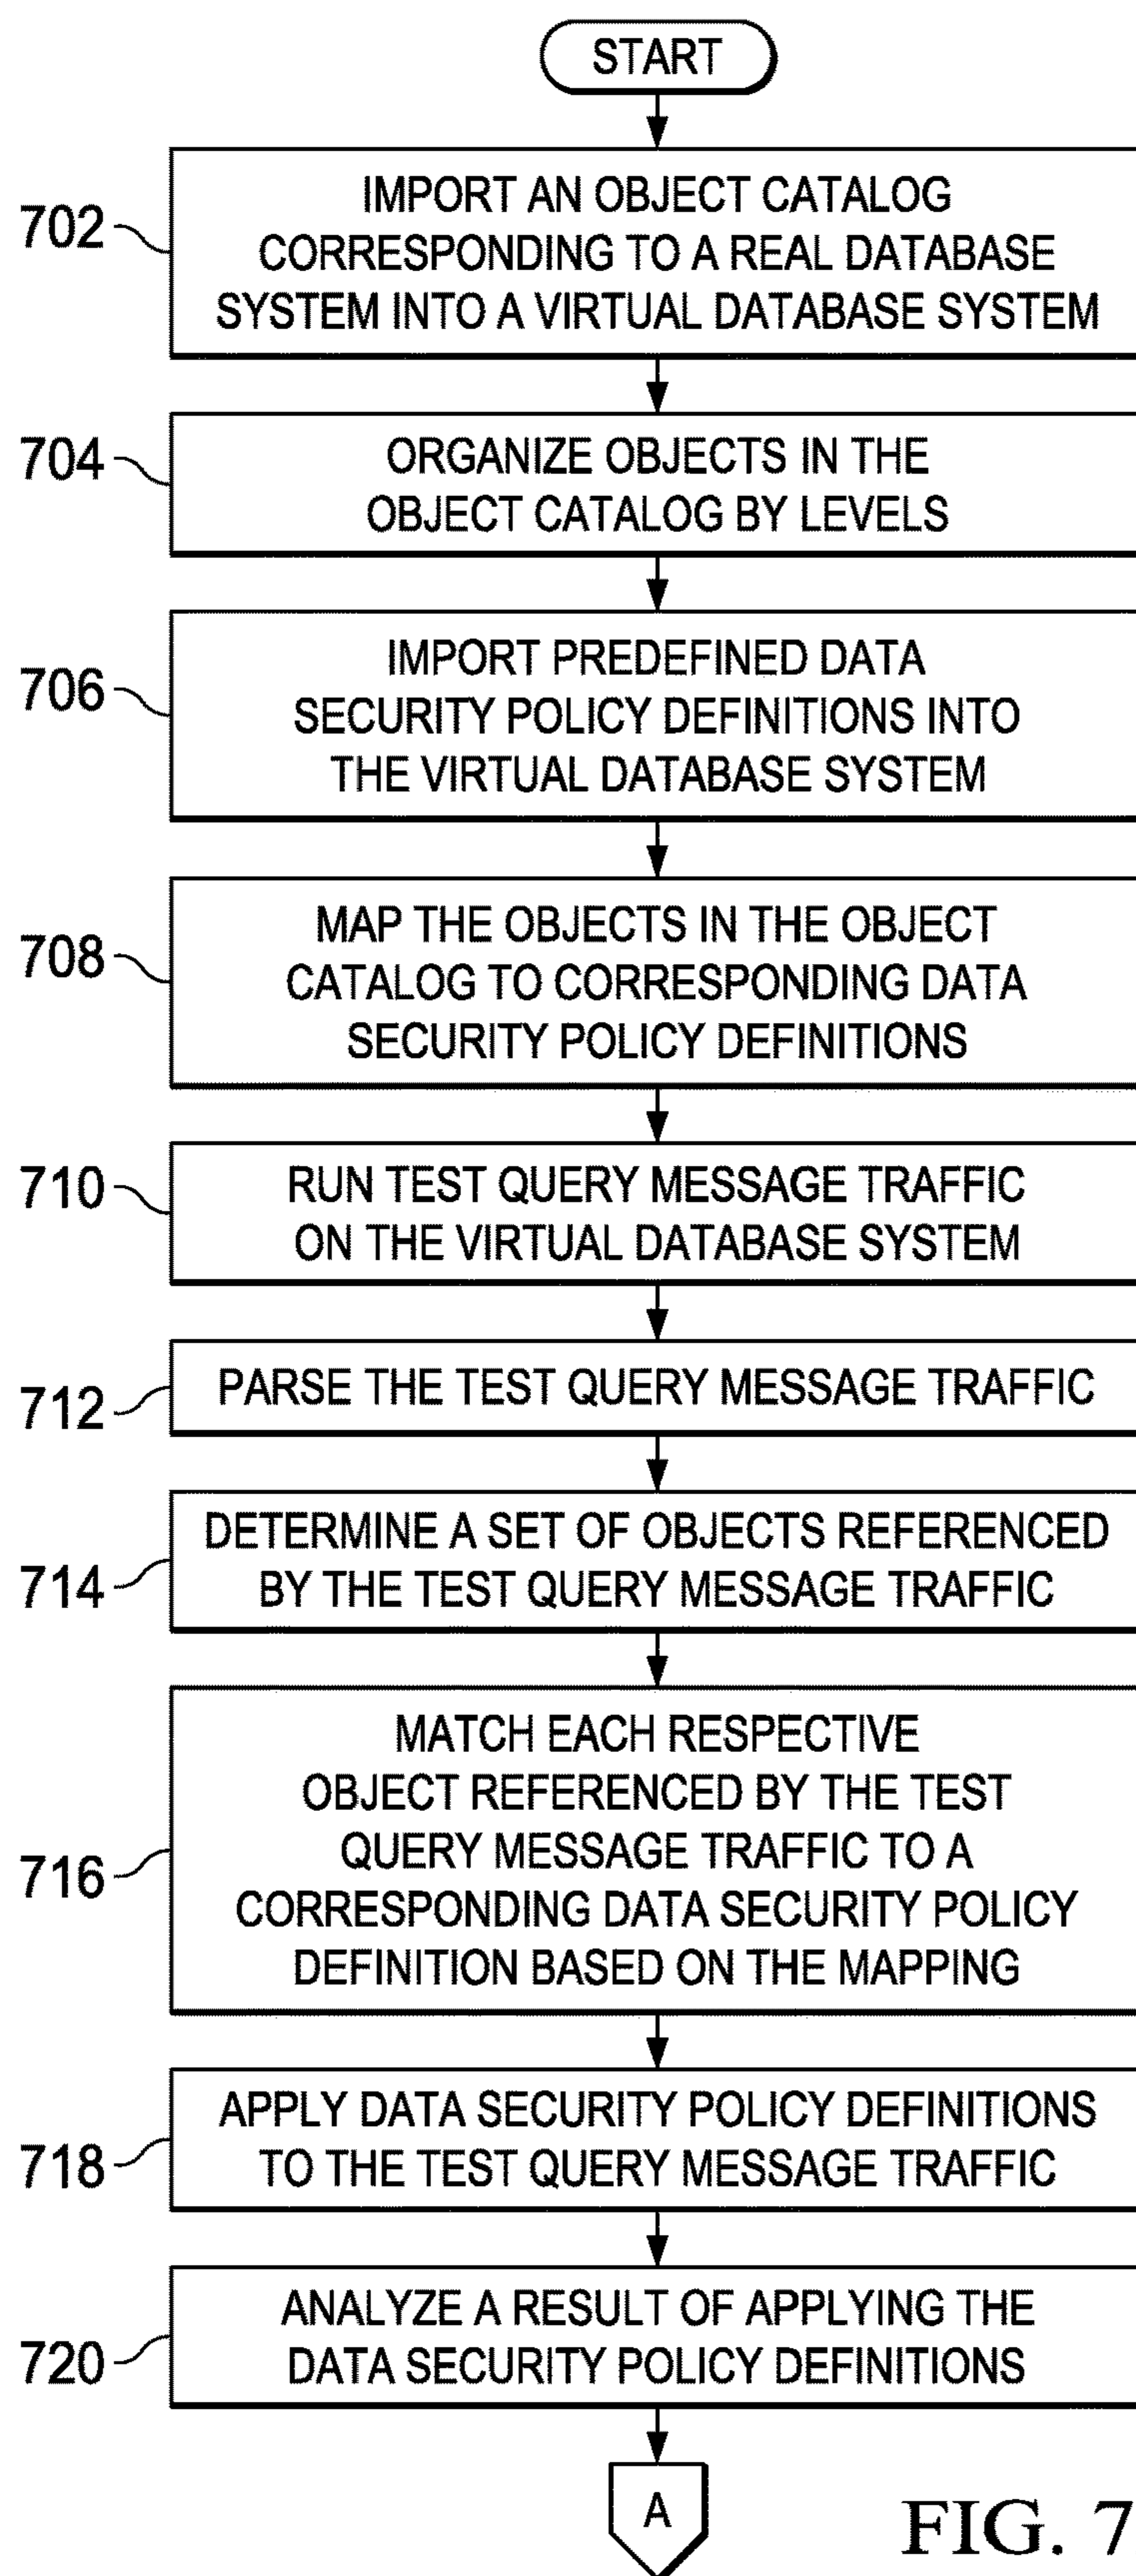 START
702
IMPORT AN OBJECT CATALOG
CORRESPONDING TO A REAL DATABASE
SYSTEM INTO A VIRTUAL DATABASE SYSTEM
704
ORGANIZE OBJECTS IN THE
OBJECT CATALOG BY LEVELS
706
IMPORT PREDEFINED DATA
SECURITY POLICY DEFINITIONS INTO
THE VIRTUAL DATABASE SYSTEM
708
MAP THE OBJECTS IN THE OBJECT
CATALOG TO CORRESPONDING DATA
SECURITY POLICY DEFINITIONS
710
RUN TEST QUERY MESSAGE TRAFFIC
ON THE VIRTUAL DATABASE SYSTEM
712
PARSE THE TEST QUERY MESSAGE TRAFFIC
714
DETERMINE A SET OF OBJECTS REFERENCED
BY THE TEST QUERY MESSAGE TRAFFIC
716
MATCH EACH RESPECTIVE
OBJECT REFERENCED BY THE TEST
QUERY MESSAGE TRAFFIC TO A
CORRESPONDING DATA SECURITY POLICY
DEFINITION BASED ON THE MAPPING
718
APPLY DATA SECURITY POLICY DEFINITIONS
TO THE TEST QUERY MESSAGE TRAFFIC
720
ANALYZE A RESULT OF APPLYING THE
DATA SECURITY POLICY DEFINITIONS
A
FIG. 7